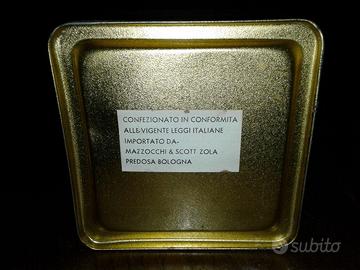 CONFEZIONATO IN CONFORMITA
ALLE VIGENTE LEGGI ITALIANE
IMPORTATO DA-
MAZZOCCHI & SCOTT ZOLA
PREDOSA BOLOGNA
subito